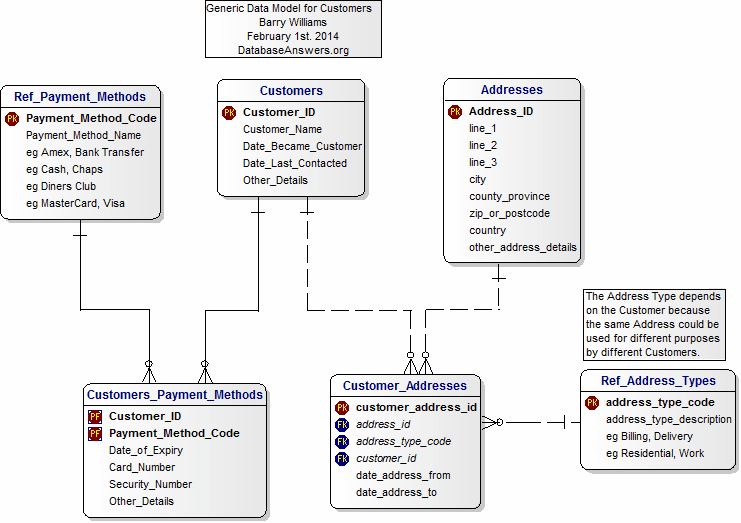 Generic Data Model for Customers
Barry Williams
February 1st. 2014
DatabaseAnswers.org
Ref_Payment_Methods
PK Payment_Method_Code
Payment_Method_Name
eg Amex, Bank Transfer
eg Cash, Chaps
eg Diners Club
eg MasterCard, Visa
Customers
PK Customer_ID
Customer_Name
Date_Became_Customer
Date_Last_Contacted
Other_Details
Addresses
PK Address_ID
line_1
line_2
line_3
city
county_province
zip_or_postcode
country
other_address_details
The Address Type depends
on the Customer because
the same Address could be
used for different purposes
by different Customers.
Customers_Payment_Methods
PF Customer_ID
PF Payment_Method_Code
Date_of_Expiry
Card_Number
Security_Number
Other_Details
Customer_Addresses
PK customer_address_id
FK address_id
FK address_type_code
FK customer_id
date_address_from
date_address_to
Ref_Address_Types
PK address_type_code
address_type_description
eg Billing, Delivery
eg Residential, Work